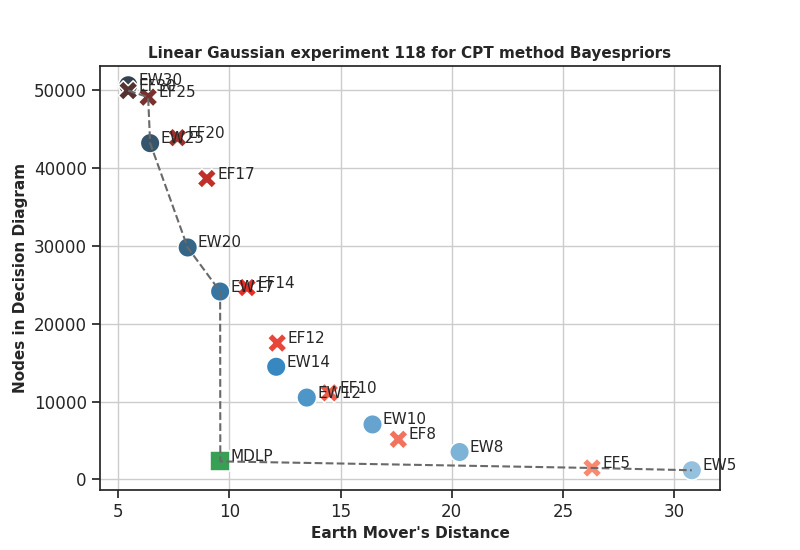 Linear Gaussian experiment 118 for CPT method Bayespriors
Nodes in Decision Diagram
50000
40000
30000
20000
10000
0
EW30
EF30
EF25
EW25
EF20
EF17
EW20
EW17
EF14
EF12
EW14
EW12
EF10
EW10
EF8
EW8
MDLP
EF5
EW5
5
10
15
20
25
30
Earth Mover's Distance